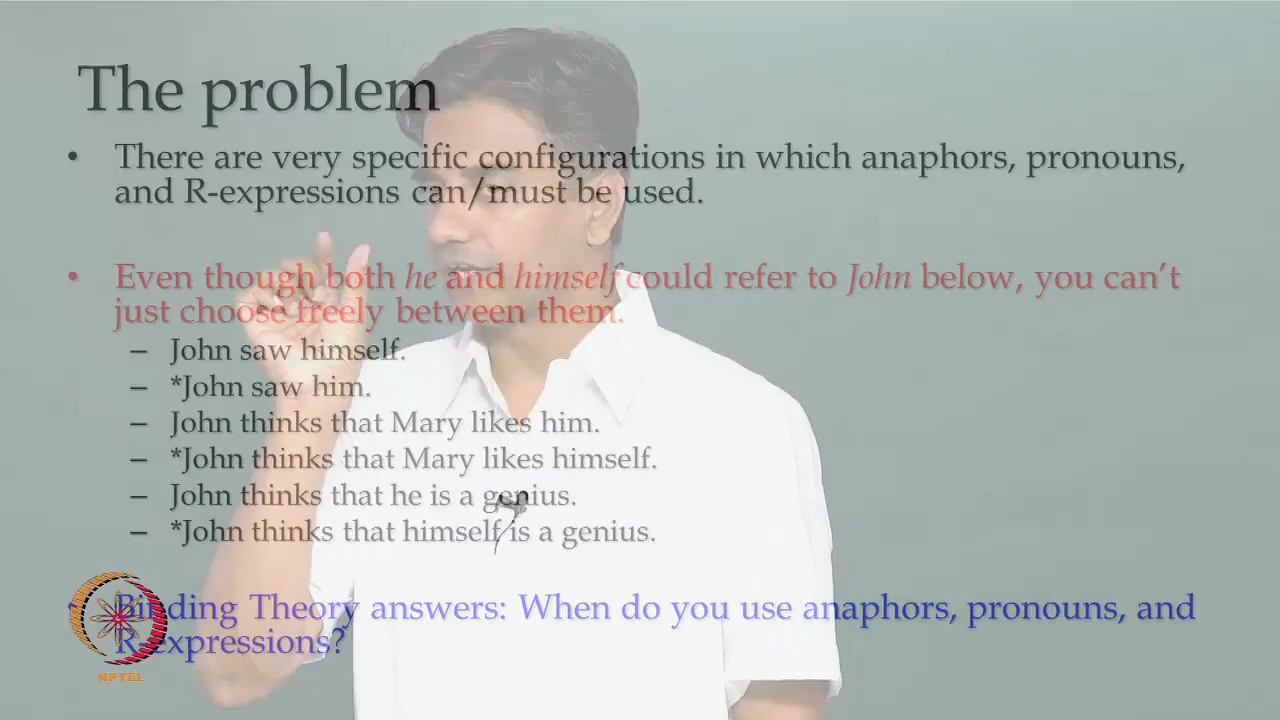 The problem
• There are very specific configurations in which anaphors, pronouns,
and R-expressions can/must be used.
• Even though both he and himself could refer to John below, you can't
just choose freely between them.
– John saw himself.
– *John saw him.
– John thinks that Mary likes him.
– *John thinks that Mary likes himself.
– John thinks that he is a genius.
– *John thinks that himself is a genius.
• Binding Theory answers: When do you use anaphors, pronouns, and
R-expressions?
NPTEL